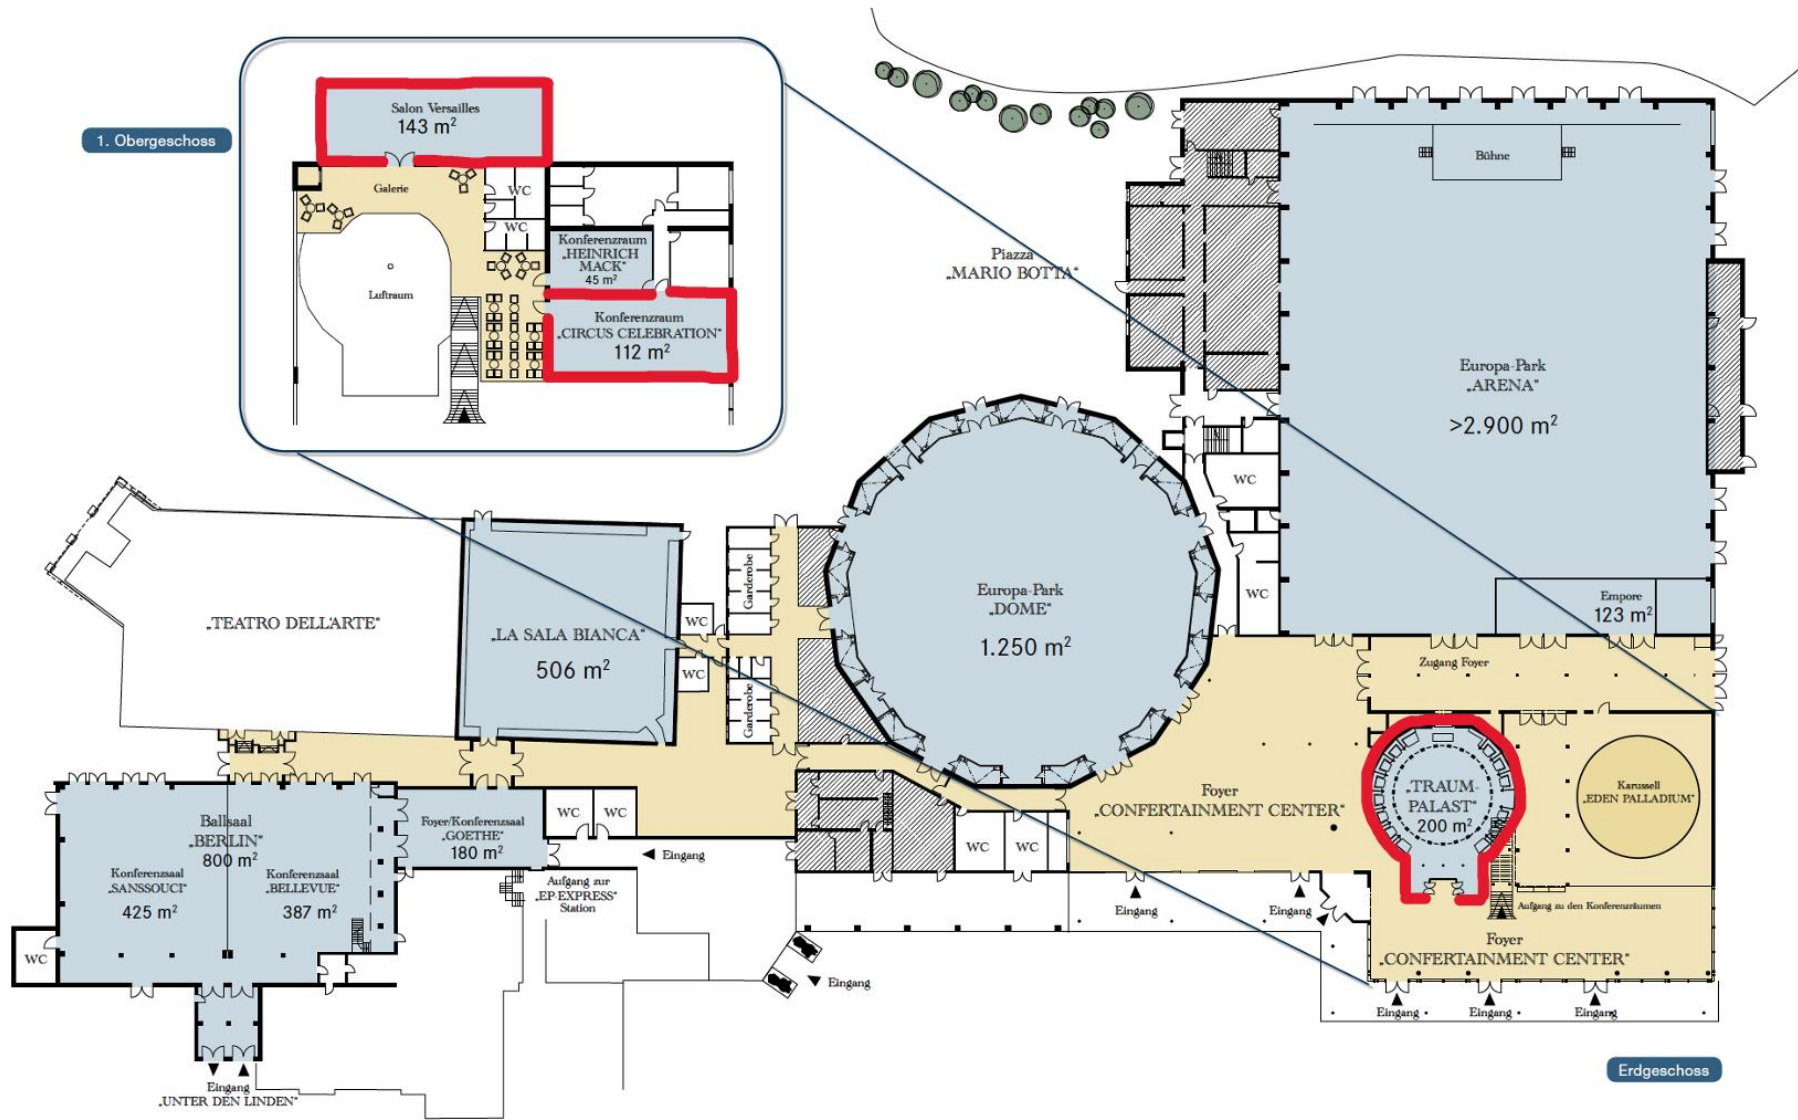 1. Obergeschoss
Salon Versailles
143 m²
Galerie
WC
WC
Konferenzraum
„HEINRICH
MACK“
45 m²
Luftraum
Konferenzraum
„CIRCUS CELEBRATION“
112 m²
Piazza
„MARIO BOTTA“
Bühne
Europa-Park
„ARENA“
>2.900 m²
WC
WC
Empore
123 m²
Zugang Foyer
„TEATRO DELL'ARTE“
„LA SALA BIANCA“
506 m²
WC
WC
Garderobe
Garderobe
Europa-Park
„DOME“
1.250 m²
Foyer
„CONFERTAINMENT CENTER“
„TRAUM-
PALAST“
200 m²
Karussell
„EDEN PALLADIUM“
Ballsaal
„BERLIN“
800 m²
Konferenzsaal
„SANSSOUCI“
425 m²
Konferenzsaal
„BELLEVUE“
387 m²
Foyer/Konferenzsaal
„GOETHE“
180 m²
WC
WC
Eingang
WC
WC
Aufgang zur
„EP-EXPRESS“
Station
Eingang
Eingang
Aufgang zu den Konferenzräumen
Foyer
„CONFERTAINMENT CENTER“
WC
Eingang
Eingang
Eingang
Eingang
Eingang
„UNTER DEN LINDEN“
Erdgeschoss